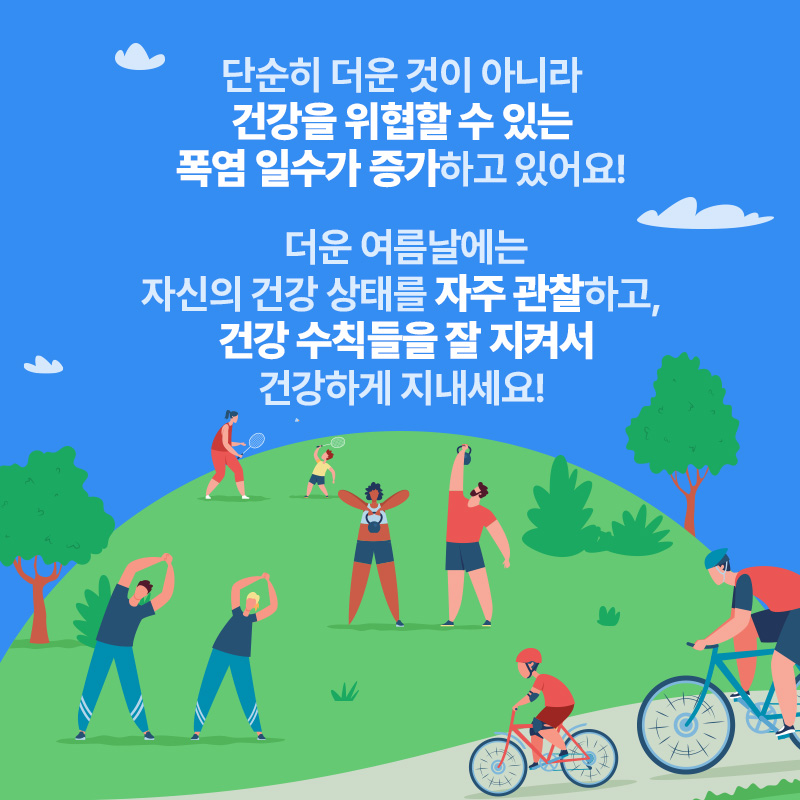 단순히 더운 것이 아니라
건강을 위협할 수 있는
폭염 일수가 증가하고 있어요!
더운 여름날에는
자신의 건강 상태를 자주 관찰하고,
건강 수칙들을 잘 지켜서
건강하게 지내세요!